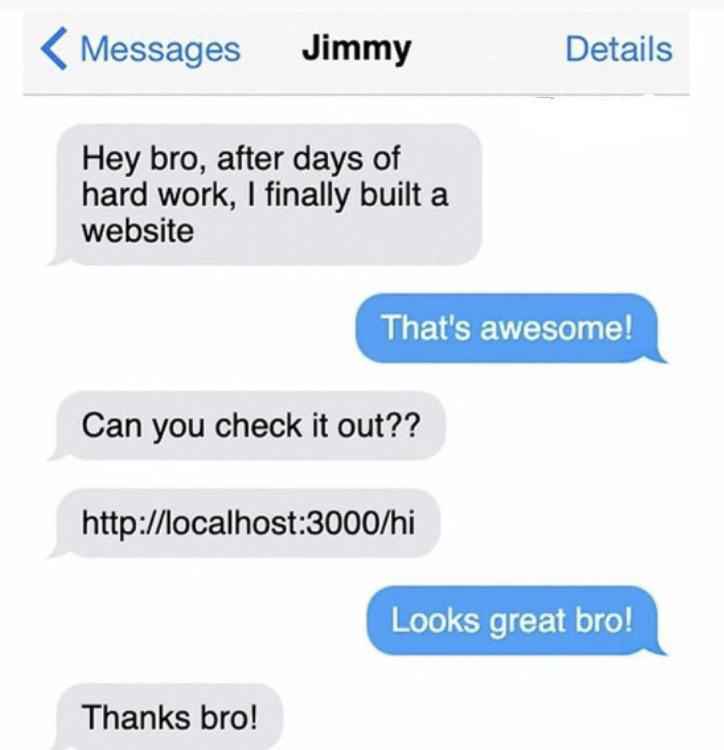 Messages Jimmy Details
Hey bro, after days of
hard work, I finally built a
website
That's awesome!
Can you check it out??
http://localhost:3000/hi
Looks great bro!
Thanks bro!